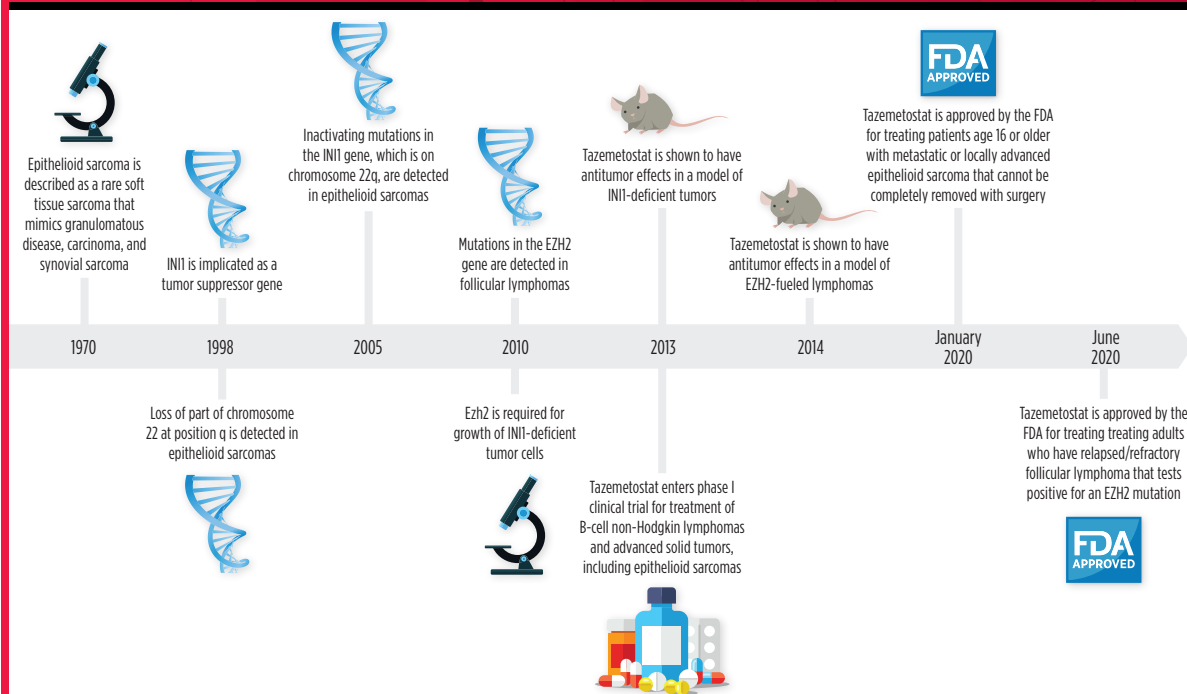 Epithelioid sarcoma is
described as a rare soft
tissue sarcoma that
mimics granulomatous
disease, carcinoma, and
synovial sarcoma
INI1 is implicated as a
tumor suppressor gene
Inactivating mutations in
the INI1 gene, which is on
chromosome 22q, are detected
in epithelioid sarcomas
Mutations in the EZH2
gene are detected in
follicular lymphomas
Tazemetostat is shown to have
antitumor effects in a model of
INI1-deficient tumors
Tazemetostat is shown to have
antitumor effects in a model of
EZH2-fueled lymphomas
FDA
APPROVED
Tazemetostat is approved by the FDA
for treating patients age 16 or older
with metastatic or locally advanced
epithelioid sarcoma that cannot be
completely removed with surgery
1970
1998
2005
2010
2013
2014
January
2020
June
2020
Loss of part of chromosome
22 at position q is detected in
epithelioid sarcomas
Ezh2 is required for
growth of INI1-deficient
tumor cells
Tazemetostat enters phase I
clinical trial for treatment of
B-cell non-Hodgkin lymphomas
and advanced solid tumors,
including epithelioid sarcomas
Tazemetostat is approved by the
FDA for treating treating adults
who have relapsed/refractory
follicular lymphoma that tests
positive for an EZH2 mutation
FDA
APPROVED